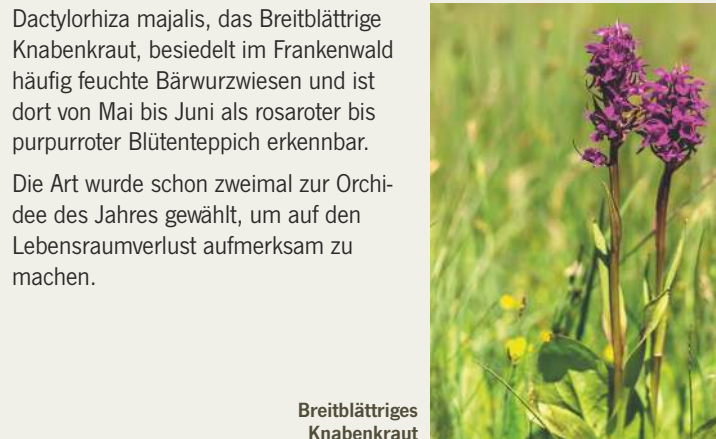 Dactylorhiza majalis, das Breitblättrige
Knabenkraut, besiedelt im Frankenwald
häufig feuchte Bärwurzwiesen und ist
dort von Mai bis Juni als rosaroter bis
purpurroter Blütenteppich erkennbar.
Die Art wurde schon zweimal zur Orchi-
dee des Jahres gewählt, um auf den
Lebensraumverlust aufmerksam zu
machen.
Breitblättriges
Knabenkraut